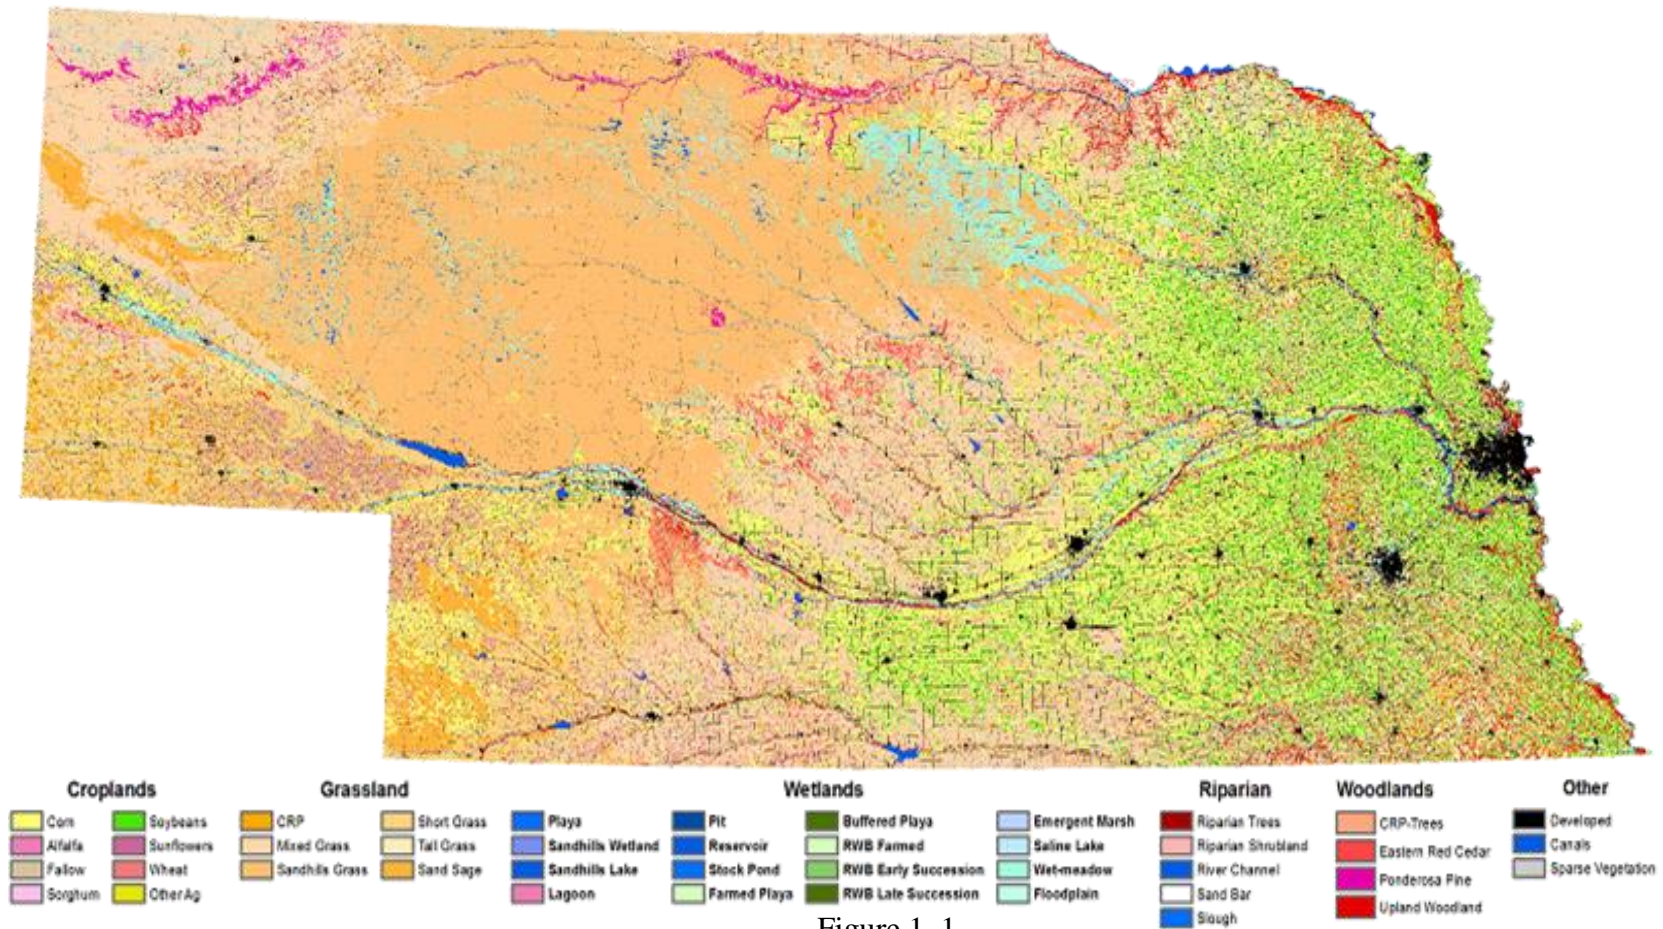 Croplands Grassland Wetlands Riparian Woodlands Other
Corn Soybeans CRP Short Grass Playa Pit Buffered Playa Emergent Marsh Riparian Trees CRP-Trees Developed
Alfalfa Sunflowers Mixed Grass Tall Grass Sandhills Wetland Reservoir RWB Farmed Saline Lake Riparian Shrubland Eastern Red Cedar Canals
Fallow Wheat Sandhills Grass Sand Sage Sandhills Lake Stock Pond RWB Early Succession Wet-meadow River Channel Ponderosa Pine Sparse Vegetation
Sorghum Other Ag Lagoon Farmed Playa RWB Late Succession Floodplain Sand Bar Upland Woodland
Slough
Figure 1. 1